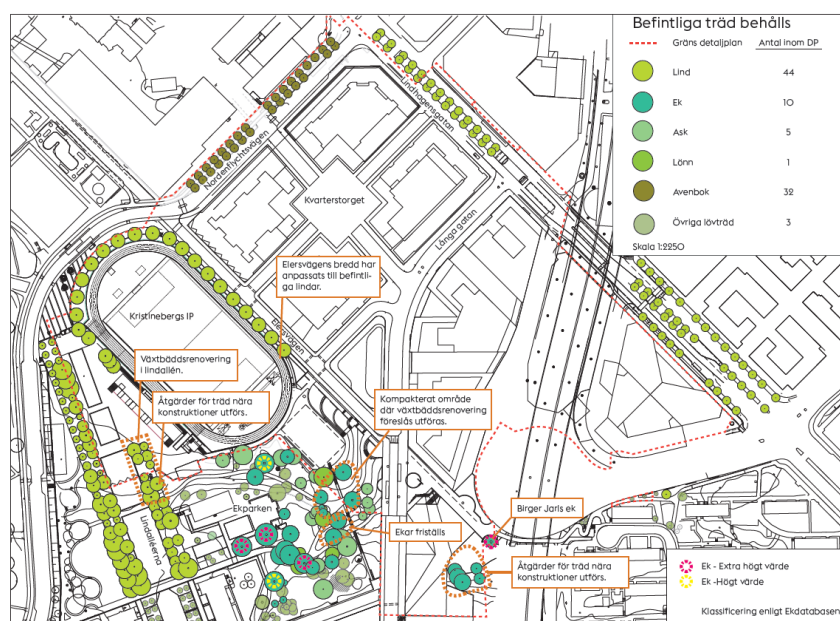 Befintliga träd behålls
Gräns detaljplan Antal inom DP
Lind 44
Ek 10
Ask 5
Lönn 1
Avenbok 32
Övriga lövträd 3
Skala 1:2250
Lindhagensgatan
Nordenflychtsvägen
Kvarterstorget
Långa gatan
Elersvägens bredd har
anpassats till befintli-
ga lindar.
Kristinebergs IP
Elersvägen
Växtbäddsrenovering
i lindallén.
Åtgärder för träd nära
konstruktioner utförs.
Kompakterat område
där växtbäddsrenovering
föreslås utföras.
Ekparken
Lindalléerna
Ekar friställs
Birger Jarls ek
Åtgärder för träd nära
konstruktioner utförs.
Ek - Extra högt värde
Ek -Högt värde
Klassificering enligt Ekdatabasen